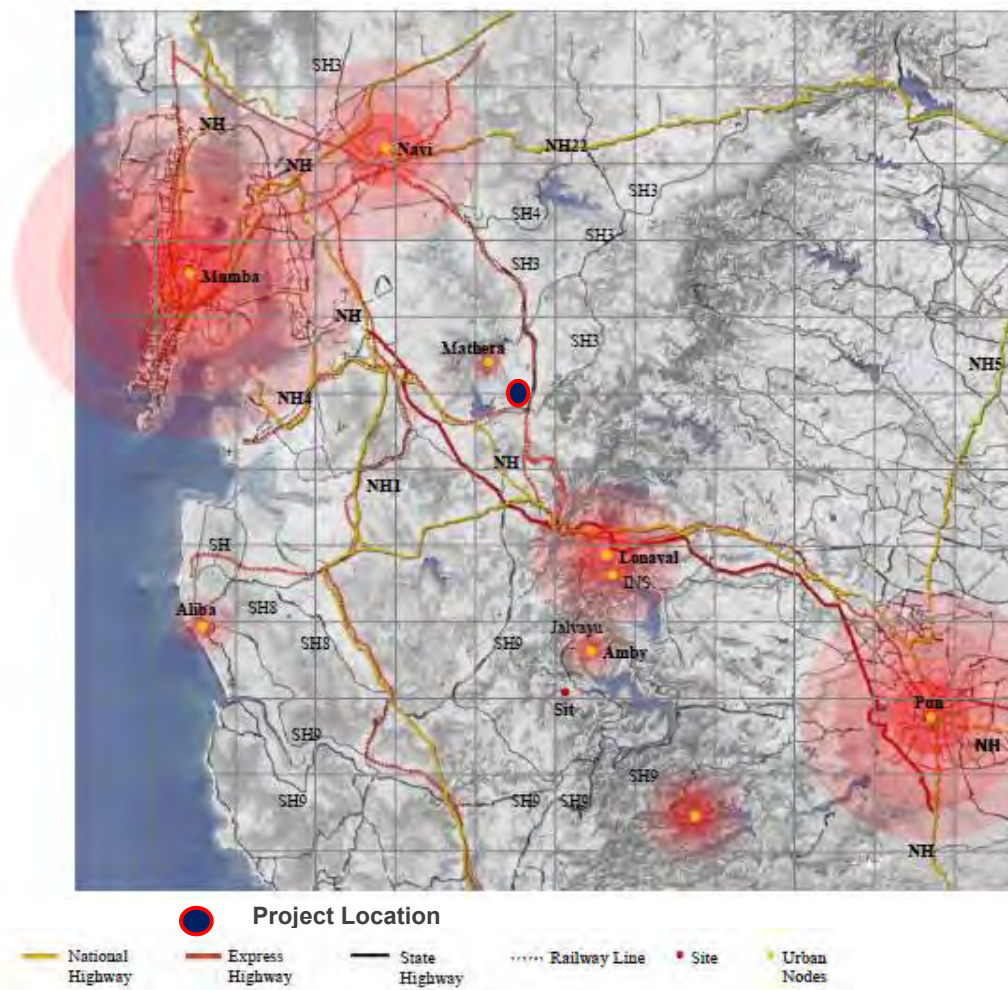 SH3
NH
Navi
NH22
NH
SH3
SH4
SH3
SH3
Mumba
NH
SH3
Mathera
NH5
NH4
NH
NH1
SH
Lonaval
INS.
Aliba
SH8
Jalvayu
SH8
SH9
Amby
Sit
Pun
SH9
NH
SH9
SH9
SH9
SH9
NH
Project Location
National Highway
Express Highway
State Highway
Railway Line
Site
Urban Nodes